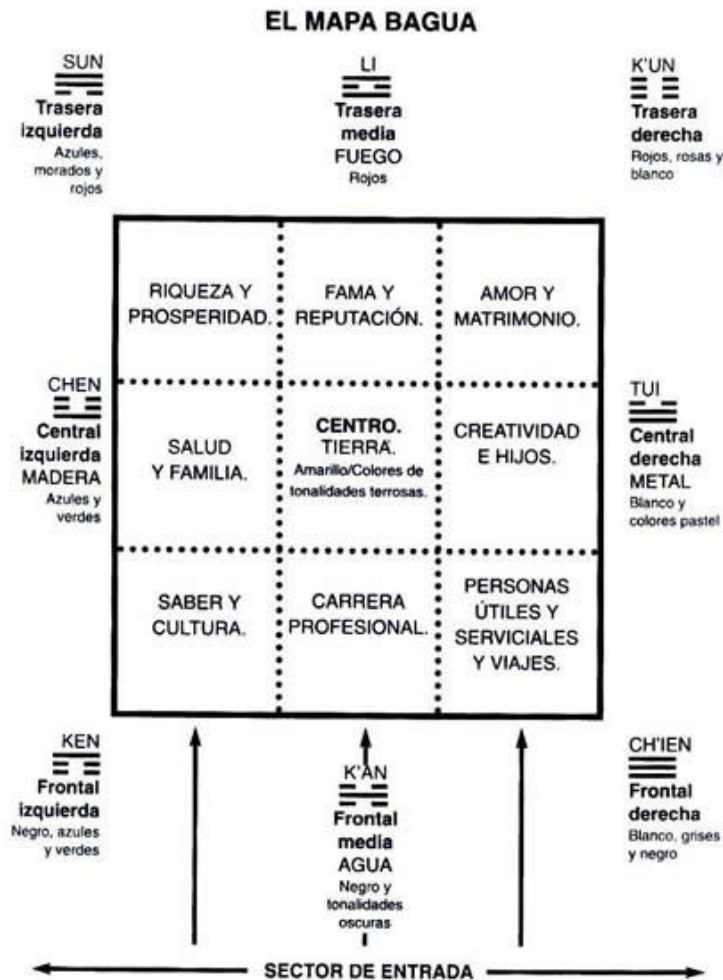 EL MAPA BAGUA
SUN
Trasera
izquierda
Azules,
morados y
rojos
LI
Trasera
media
FUEGO
Rojos
K'UN
Trasera
derecha
Rojos, rosas y
blanco
RIQUEZA Y
PROSPERIDAD.
FAMA Y
REPUTACIÓN.
AMOR Y
MATRIMONIO.
CHEN
Central
izquierda
MADERA
Azules y
verdes
SALUD
Y FAMILIA.
CENTRO.
TIERRA.
Amarillo/Colores de
tonalidades terrosas.
CREATIVIDAD
E HIJOS.
TUI
Central
derecha
METAL
Blanco y
colores pastel
SABER Y
CULTURA.
CARRERA
PROFESIONAL.
PERSONAS
ÚTILES Y
SERVICIALES
Y VIAJES.
KEN
Frontal
izquierda
Negro, azules
y verdes
K'AN
Frontal
media
AGUA
Negro y
tonalidades
oscuras
CH'IEN
Frontal
derecha
Blanco, grises
y negro
SECTOR DE ENTRADA